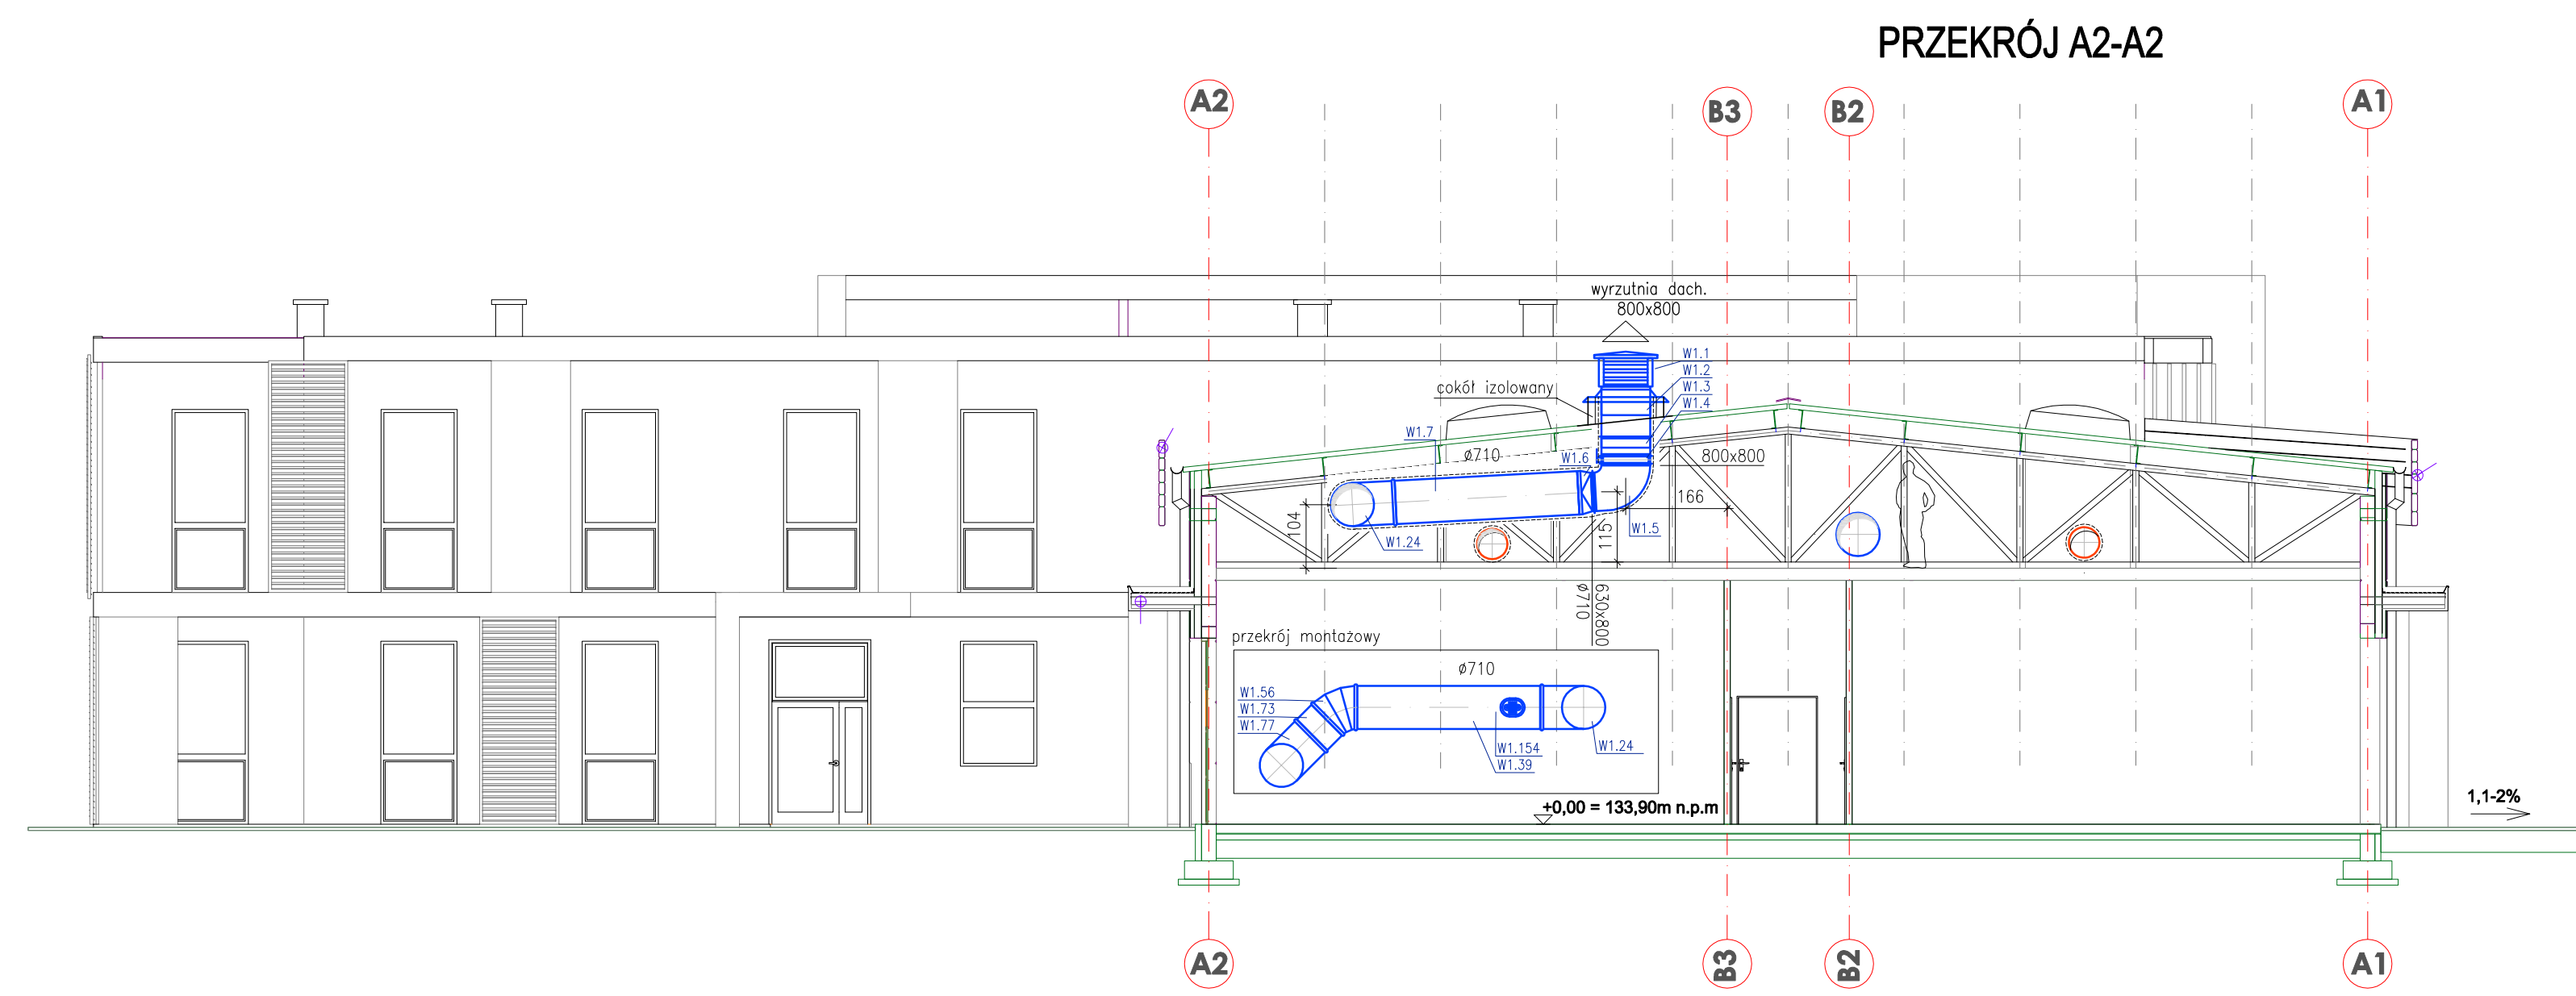 PRZEKRÓJ A2-A2
A2
B3
B2
A1
wyrzutnia dach.
800x800
W1.1
W1.2
W1.3
W1.4
cokół izolowany
W1.7
ø710
W1.6
800x800
166
104
W1.24
115
W1.5
630x800
ø710
przekrój montażowy
ø710
W1.56
W1.73
W1.77
W1.154
W1.39
W1.24
+0,00 = 133,90m n.p.m
1,1-2%
A2
B3
B2
A1